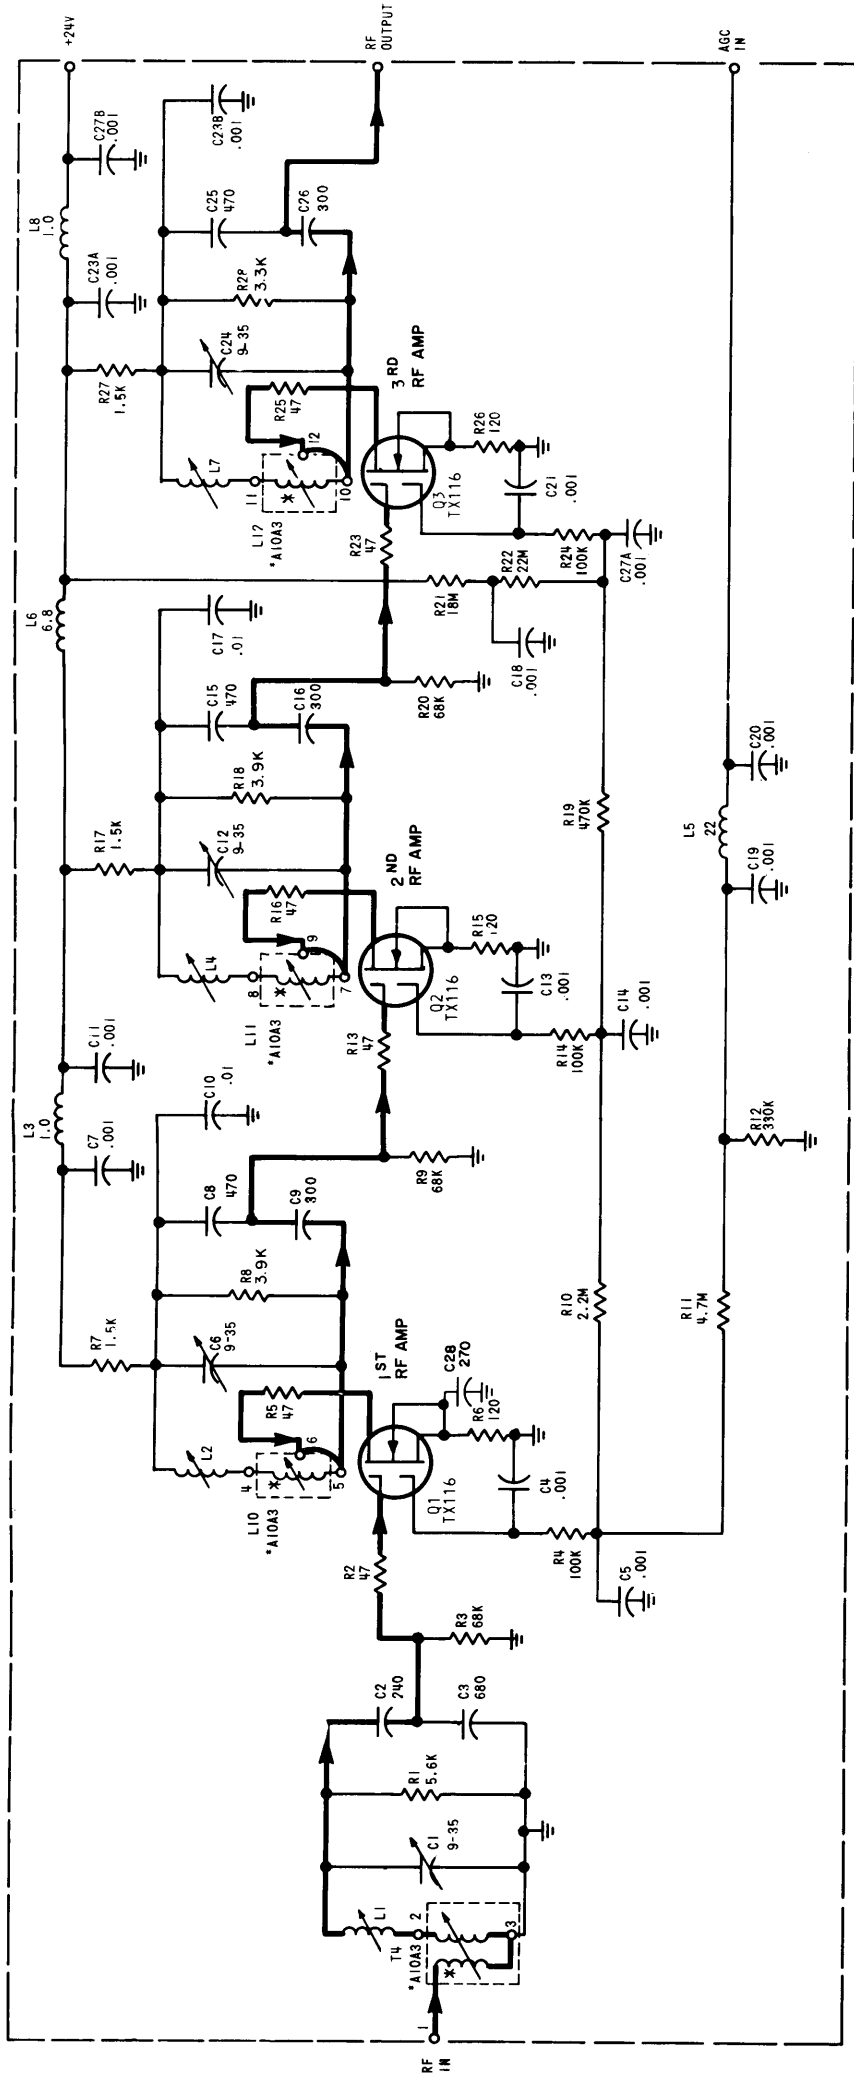 RF
IN
1
T4
*A10A3
*
L1
2
3
C1
9-35
R1
5.6K
C2
240
C3
680
R3
68K
R2
47
L10
*A10A3
L2
4
*
6
5
R5
47
R7
1.5K
C6
9-35
R8
3.9K
C8
470
C9
300
C10
.01
Q1
TX116
1ST
RF AMP
C28
270
R6
120
C4
.001
R4
100K
C5
.001
C7
.001
L3
1.0
C11
.001
R9
68K
R13
47
R10
2.2M
R11
4.7M
R12
330K
L11
*A10A3
L4
8
*
9
7
R16
47
R17
1.5K
C12
9-35
R18
3.9K
C15
470
C16
300
C17
.01
Q2
TX116
2ND
RF AMP
R15
120
C13
.001
R14
100K
C14
.001
R19
470K
C19
.001
L5
22
C20
.001
L6
6.8
R20
68K
C18
.001
R21
18M
R22
22M
R23
47
L12
*A10A3
L7
11
*
12
10
R25
47
R27
1.5K
C24
9-35
R28
3.3K
C25
470
C26
300
C23B
.001
Q3
TX116
3RD
RF AMP
R26
120
C21
.001
R24
100K
C27A
.001
C23A
.001
L8
1.0
C27B
.001
+24V
RF
OUTPUT
AGC
IN